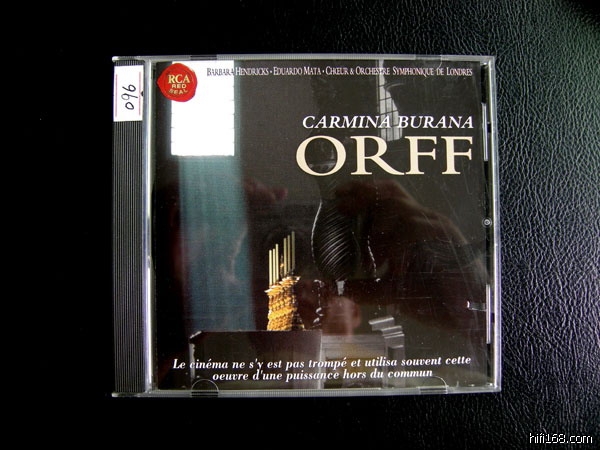 RCA
RED
SEAL
BARBARA HENDRICKS • EDUARDO MATA • CHŒUR & ORCHESTRE SYMPHONIQUE DE LONDRES
096
CARMINA BURANA
ORFF
Le cinéma ne s'y est pas trompé et utilisa souvent cette
oeuvre d'une puissance hors du commun
hifi168.com